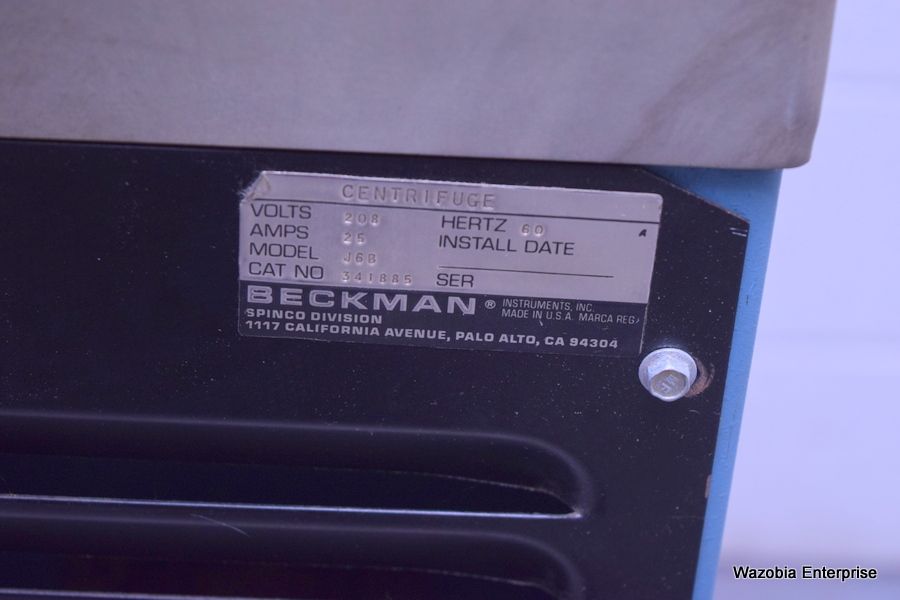 CENTRIFUGE
VOLTS 208 HERTZ 60
AMPS 25 INSTALL DATE
MODEL J6B
CAT NO 341885 SER
BECKMAN ® INSTRUMENTS, INC.
MADE IN U.S.A. MARCA REG.
SPINCO DIVISION
1117 CALIFORNIA AVENUE, PALO ALTO, CA 94304
Wazobia Enterprise